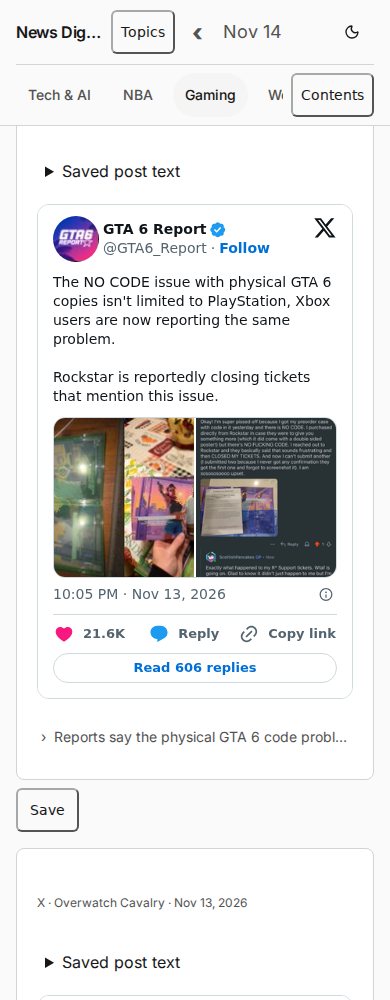 News Dig...
Topics
‹
Nov 14
Tech & AI
NBA
Gaming
Contents
▶ Saved post text
GTA 6 Report
@GTA6_Report · Follow
The NO CODE issue with physical GTA 6
copies isn't limited to PlayStation, Xbox
users are now reporting the same
problem.
Rockstar is reportedly closing tickets
that mention this issue.
10:05 PM · Nov 13, 2026
21.6K
Reply
Copy link
Read 606 replies
› Reports say the physical GTA 6 code probl...
Save
X · Overwatch Cavalry · Nov 13, 2026
▶ Saved post text